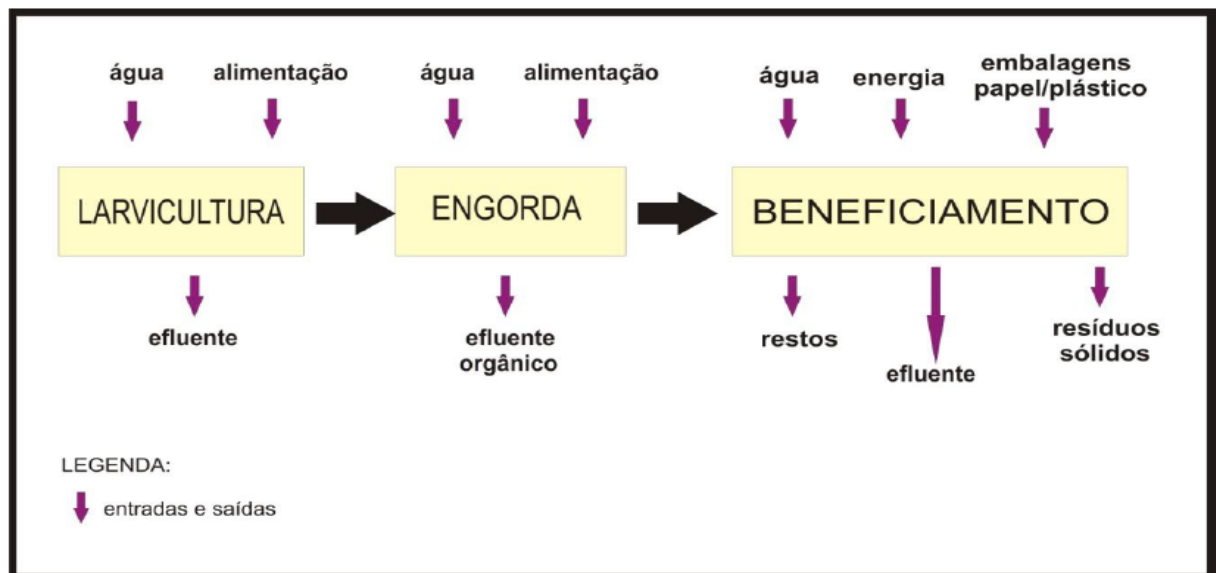 água
alimentação
água
alimentação
água
energia
embalagens
papel/plástico
LARVICULTURA
ENGORDA
BENEFICIAMENTO
efluente
efluente
orgânico
restos
efluente
resíduos
sólidos
LEGENDA:
entradas e saídas